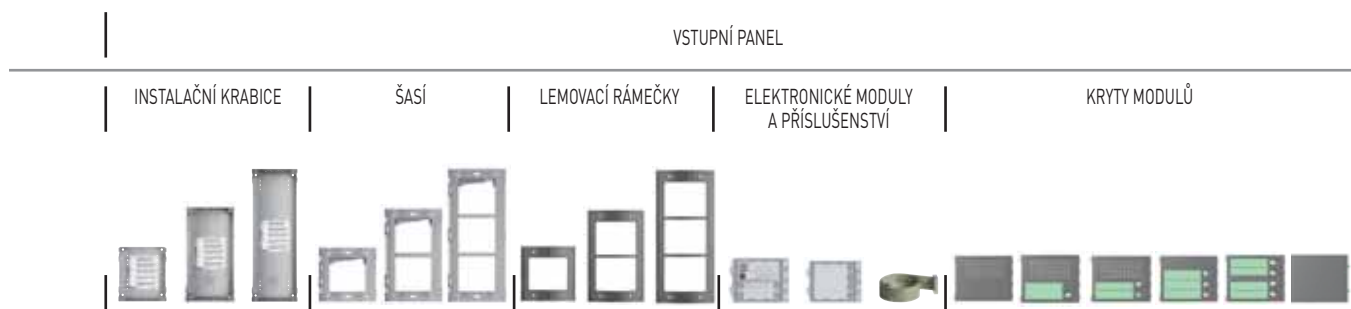 VSTUPNÍ PANEL
INSTALAČNÍ KRABICE
ŠASÍ
LEMOVACÍ RÁMEČKY
ELEKTRONICKÉ MODULY
A PŘÍSLUŠENSTVÍ
KRYTY MODULŮ